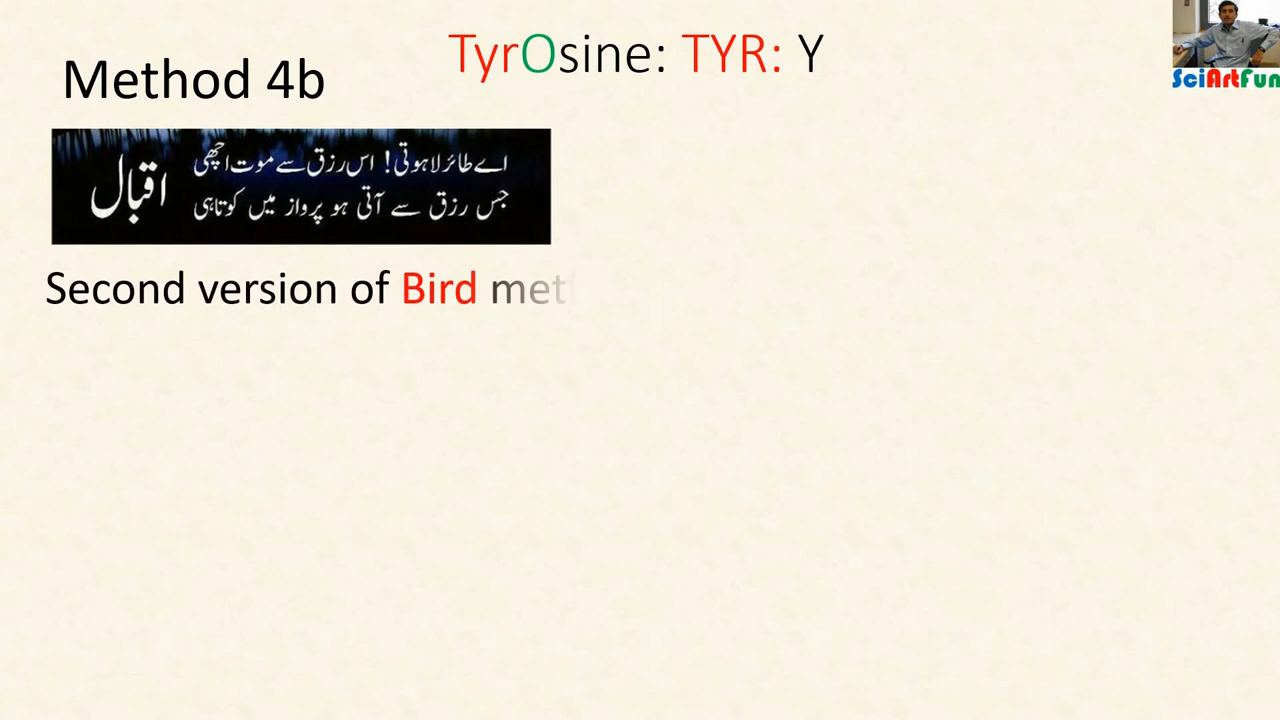 TyrOsine: TYR: Y
SciArtFun
Method 4b
اے طائر لاہوتی! اس رزق سے موت اچھی
جس رزق سے آتی ہو پرواز میں کوتاہی
اقبال
Second version of Bird met